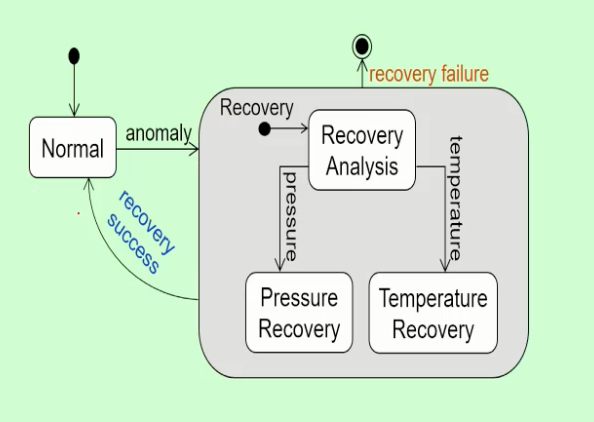 recovery failure
Recovery
anomaly
Normal
Recovery
Analysis
temperature
pressure
recovery
success
Pressure
Recovery
Temperature
Recovery